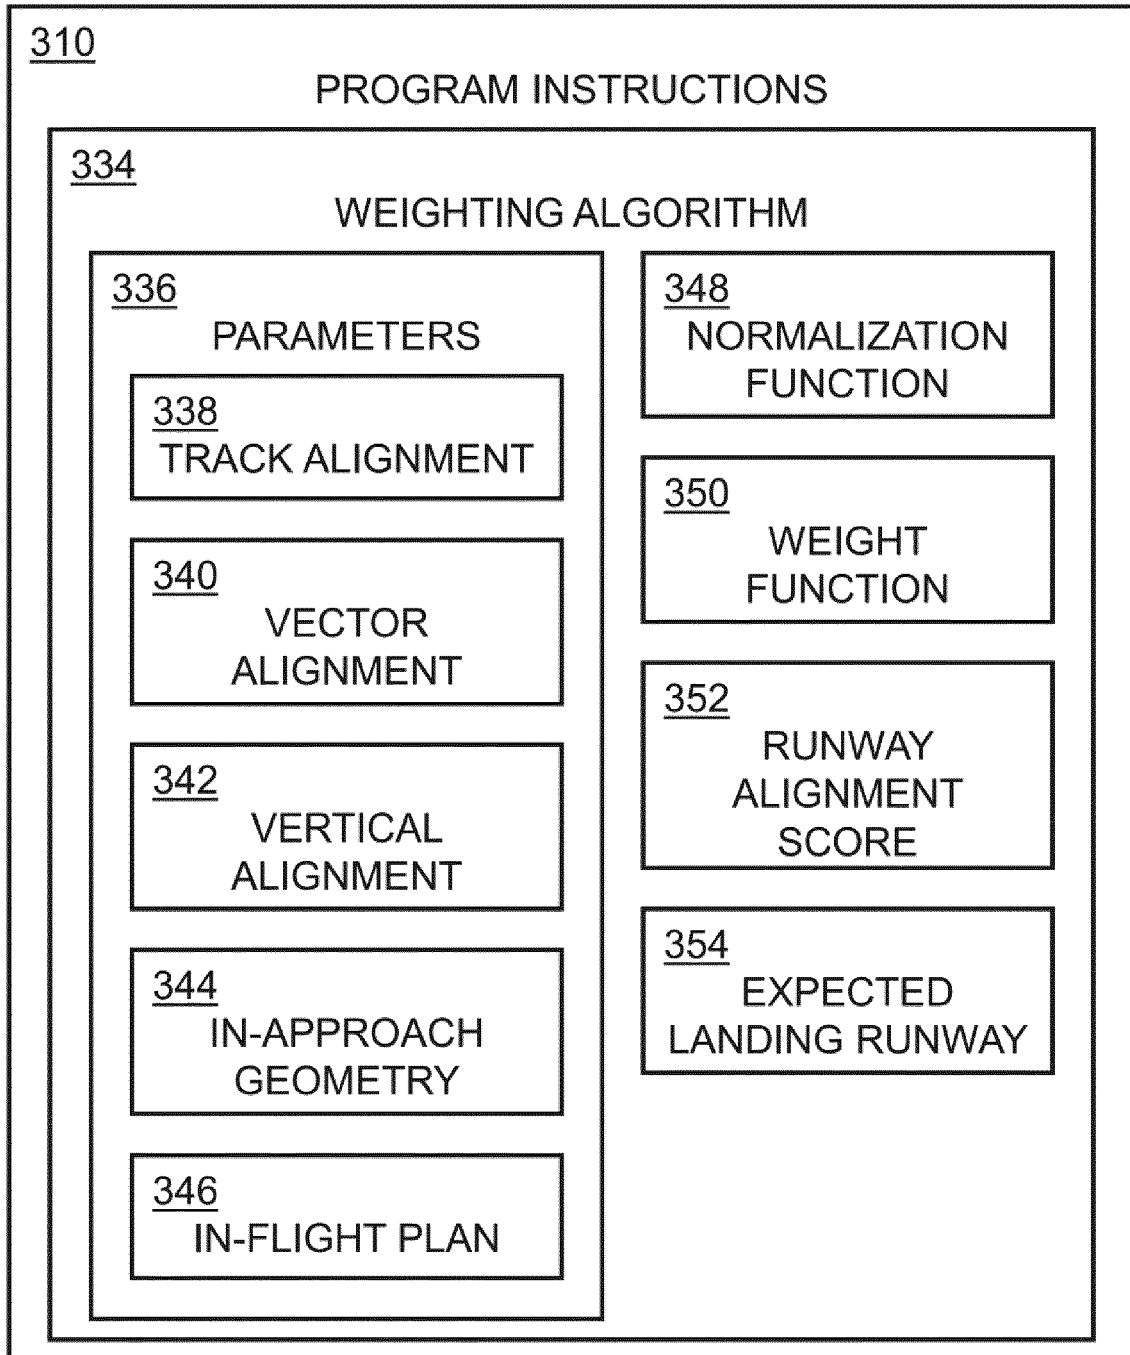 310
PROGRAM INSTRUCTIONS
334
WEIGHTING ALGORITHM
336
PARAMETERS
338
TRACK ALIGNMENT
340
VECTOR
ALIGNMENT
342
VERTICAL
ALIGNMENT
344
IN-APPROACH
GEOMETRY
346
IN-FLIGHT PLAN
348
NORMALIZATION
FUNCTION
350
WEIGHT
FUNCTION
352
RUNWAY
ALIGNMENT
SCORE
354
EXPECTED
LANDING RUNWAY